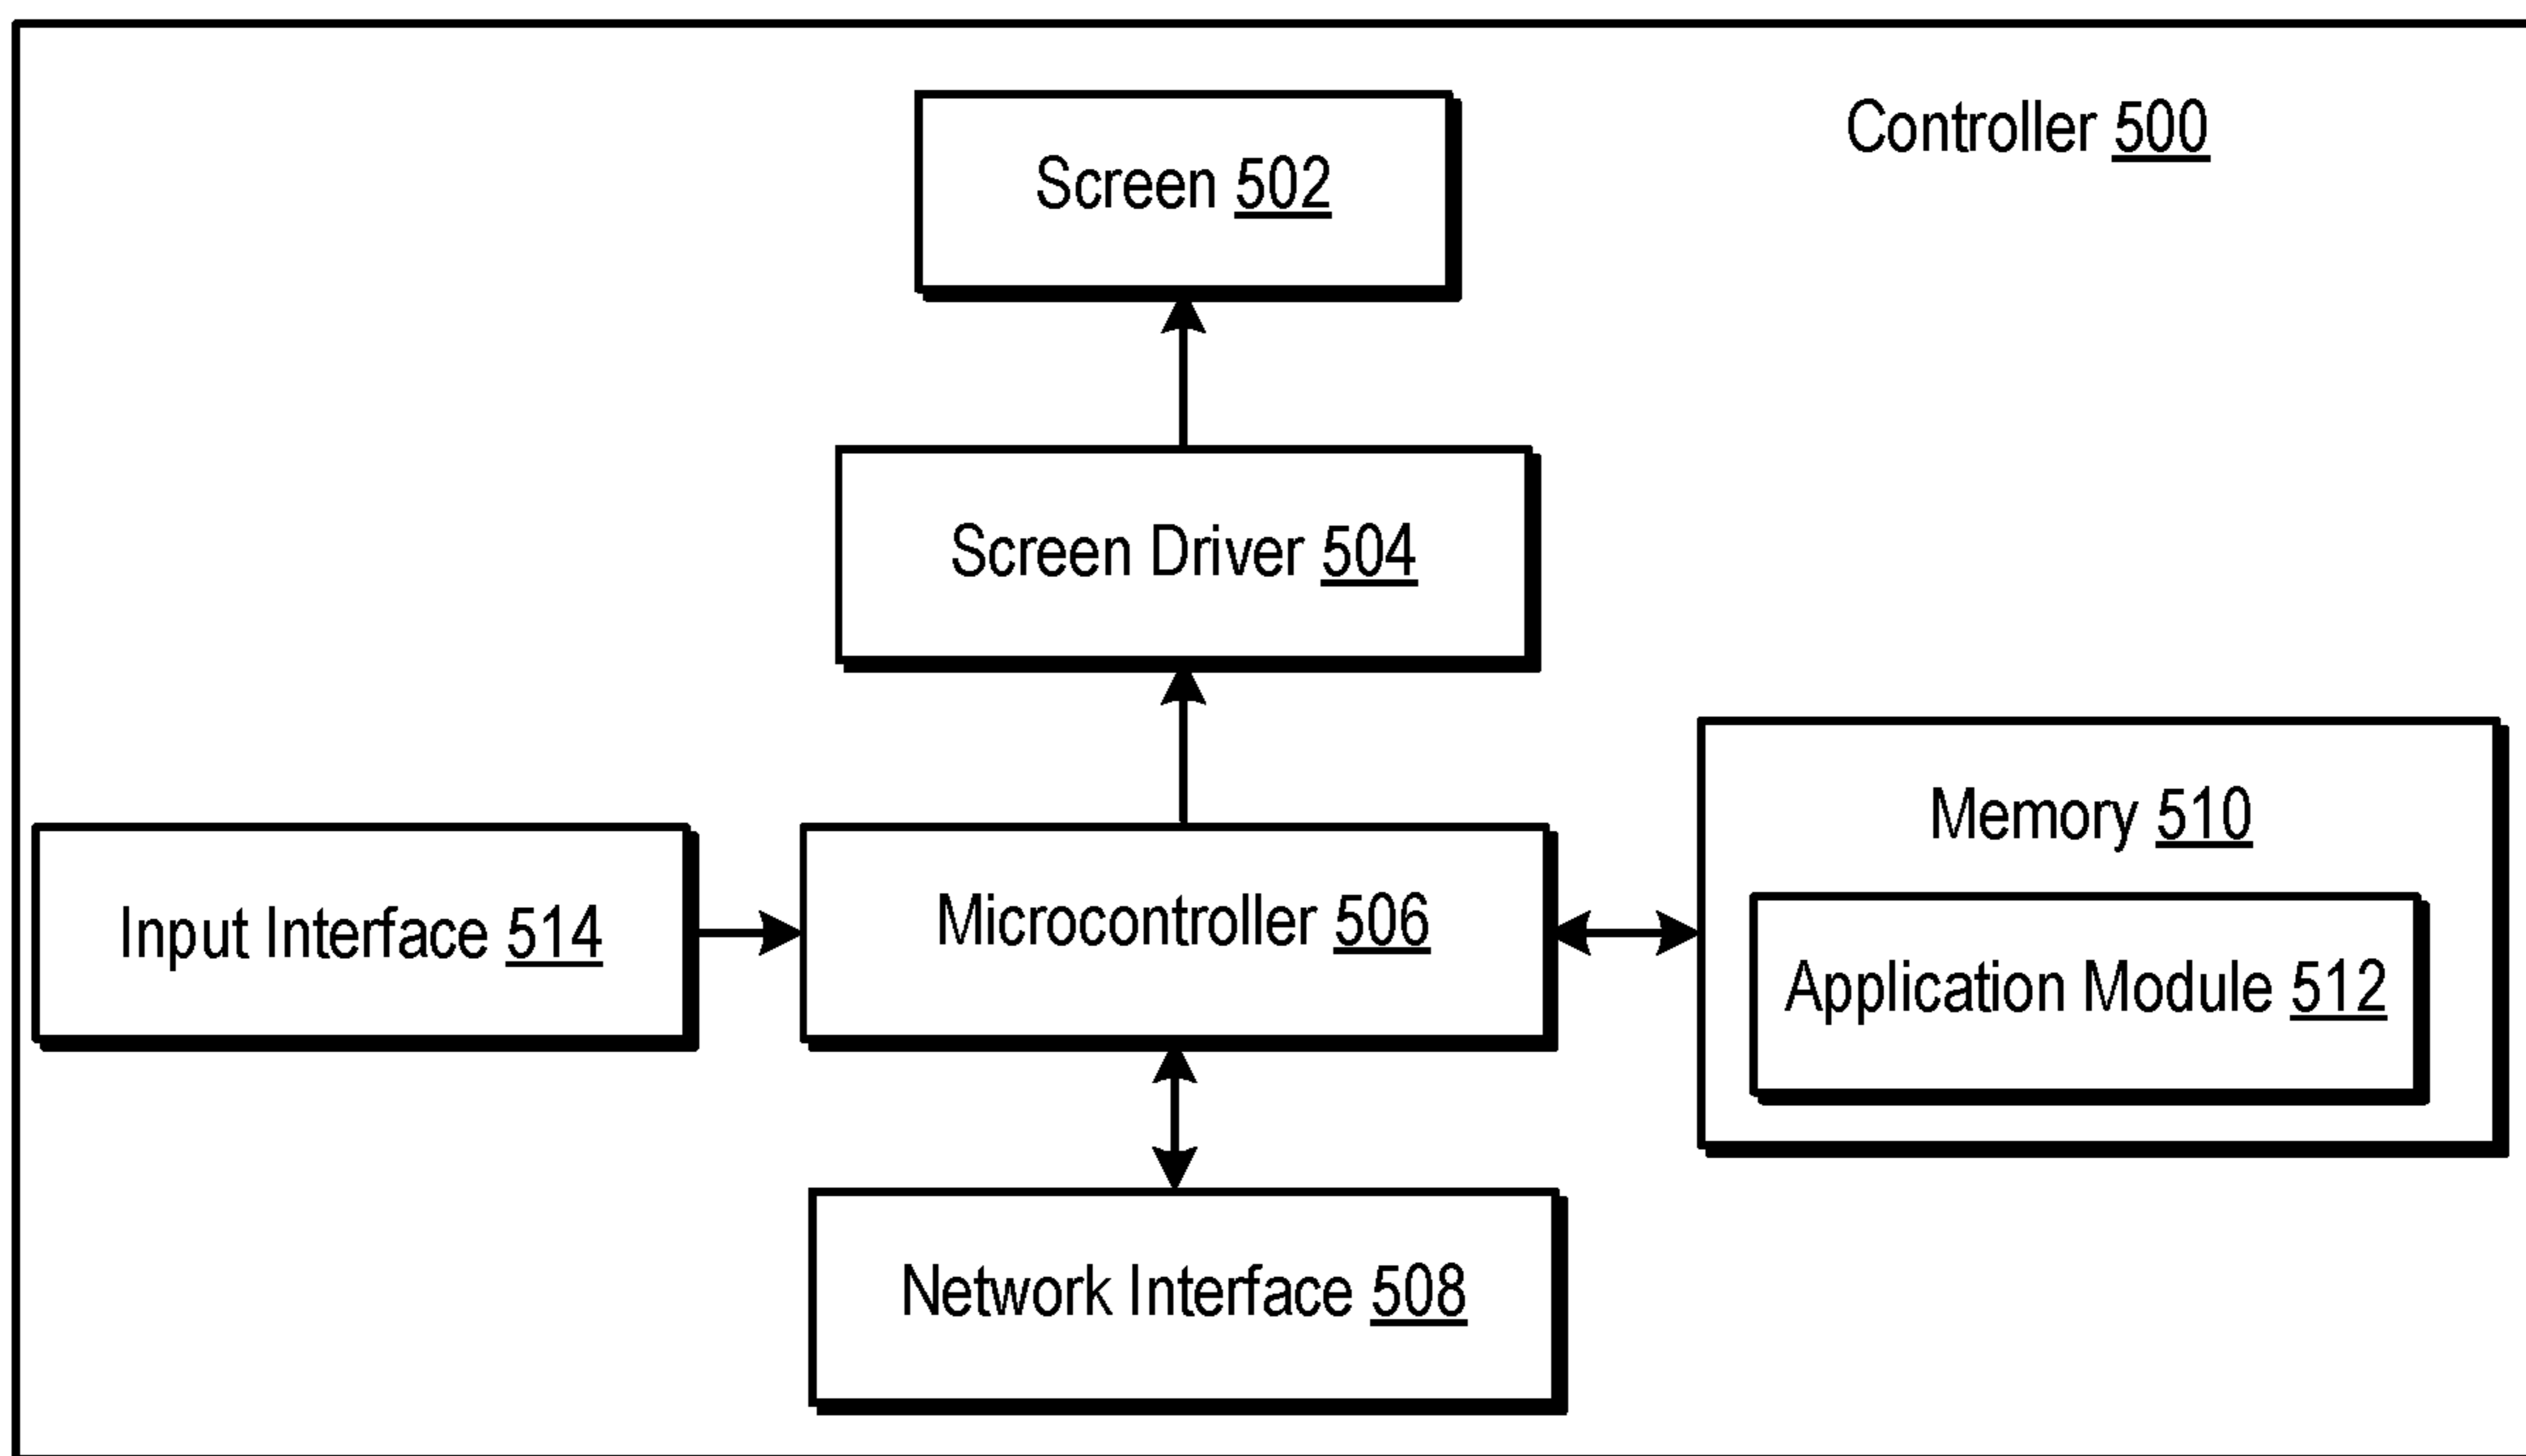 Controller 500
Screen 502
Screen Driver 504
Memory 510
Input Interface 514
Microcontroller 506
Application Module 512
Network Interface 508